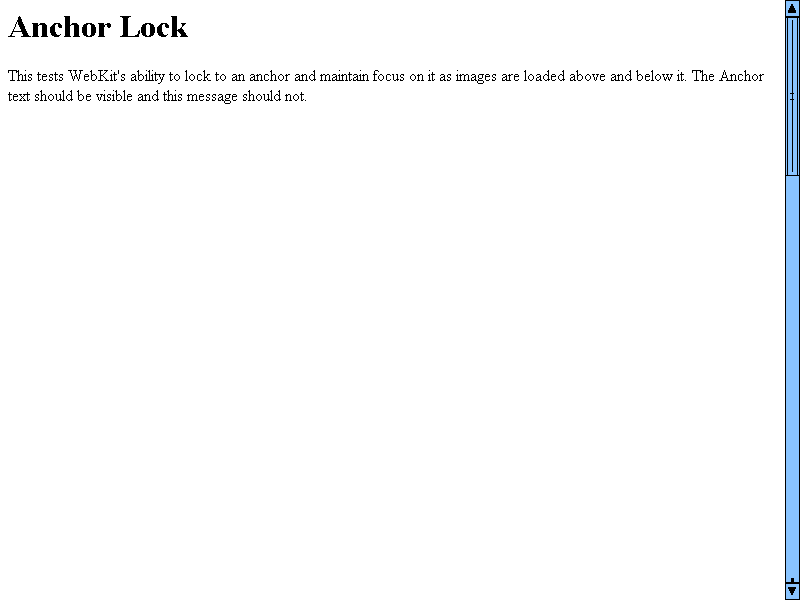 Anchor Lock
This tests WebKit's ability to lock to an anchor and maintain focus on it as images are loaded above and below it. The Anchor
text should be visible and this message should not.